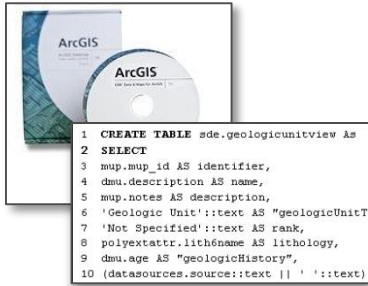 ArcGIS
ArcGIS
1 CREATE TABLE sde.geologicunitview As
2 SELECT
3 mup.mup_id AS identifier,
4 dmu.description AS name,
5 mup.notes AS description,
6 'Geologic Unit'::text AS "geologicUnitT
7 'Not Specified'::text AS rank,
8 polyextattr.lith6name AS lithology,
9 dmu.age AS "geologicHistory",
10 (datasources.source::text || ' '::text)